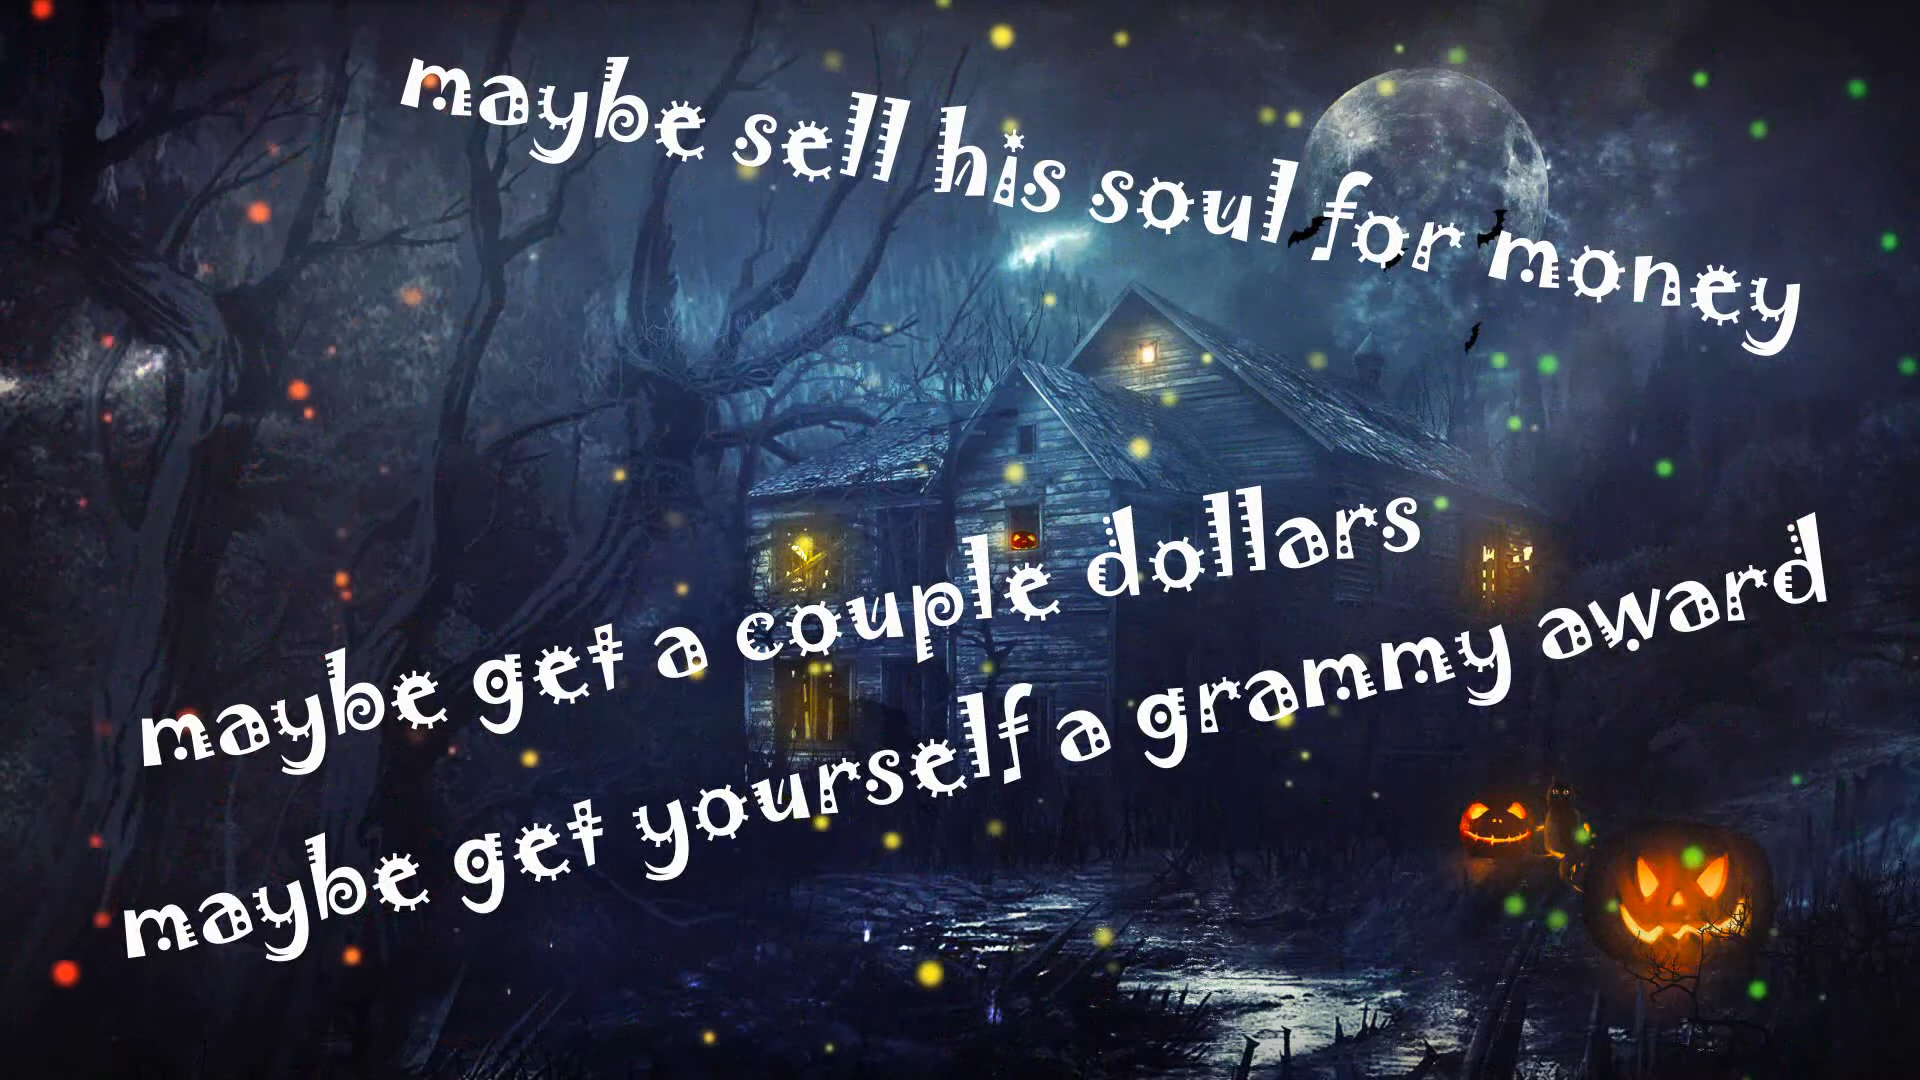 maybe sell his soul for money
maybe get a couple dollars
maybe get yourself a grammy award